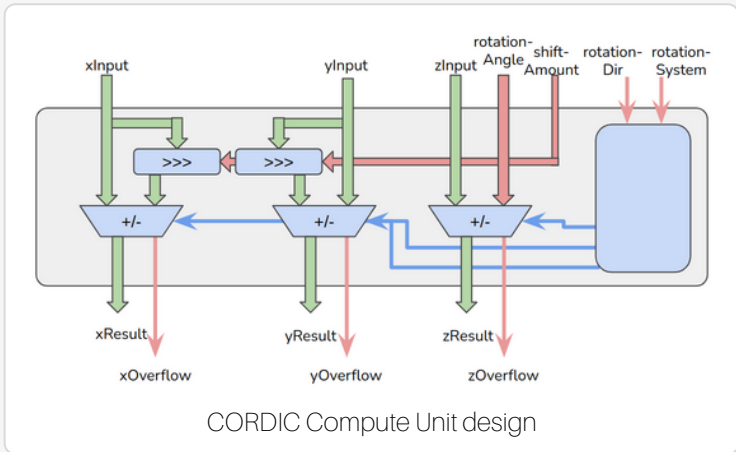 xInput
yInput
zInput
rotation-
Angle
shift-
Amount
rotation-
Dir
rotation-
System
>>>
>>>
+/-
+/-
+/-
xResult
yResult
zResult
xOverflow
yOverflow
zOverflow
CORDIC Compute Unit design